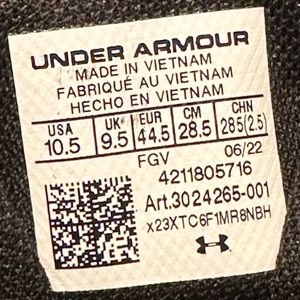 UNDER ARMOUR
MADE IN VIETNAM
FABRIQUÉ AU VIETNAM
HECHO EN VIETNAM
USA UK EUR CM CHN
10.5 9.5 44.5 28.5 285(2.5)
FGV 06/22
4211805716
Art.3024265-001
x23XTC6F1MR8NBH